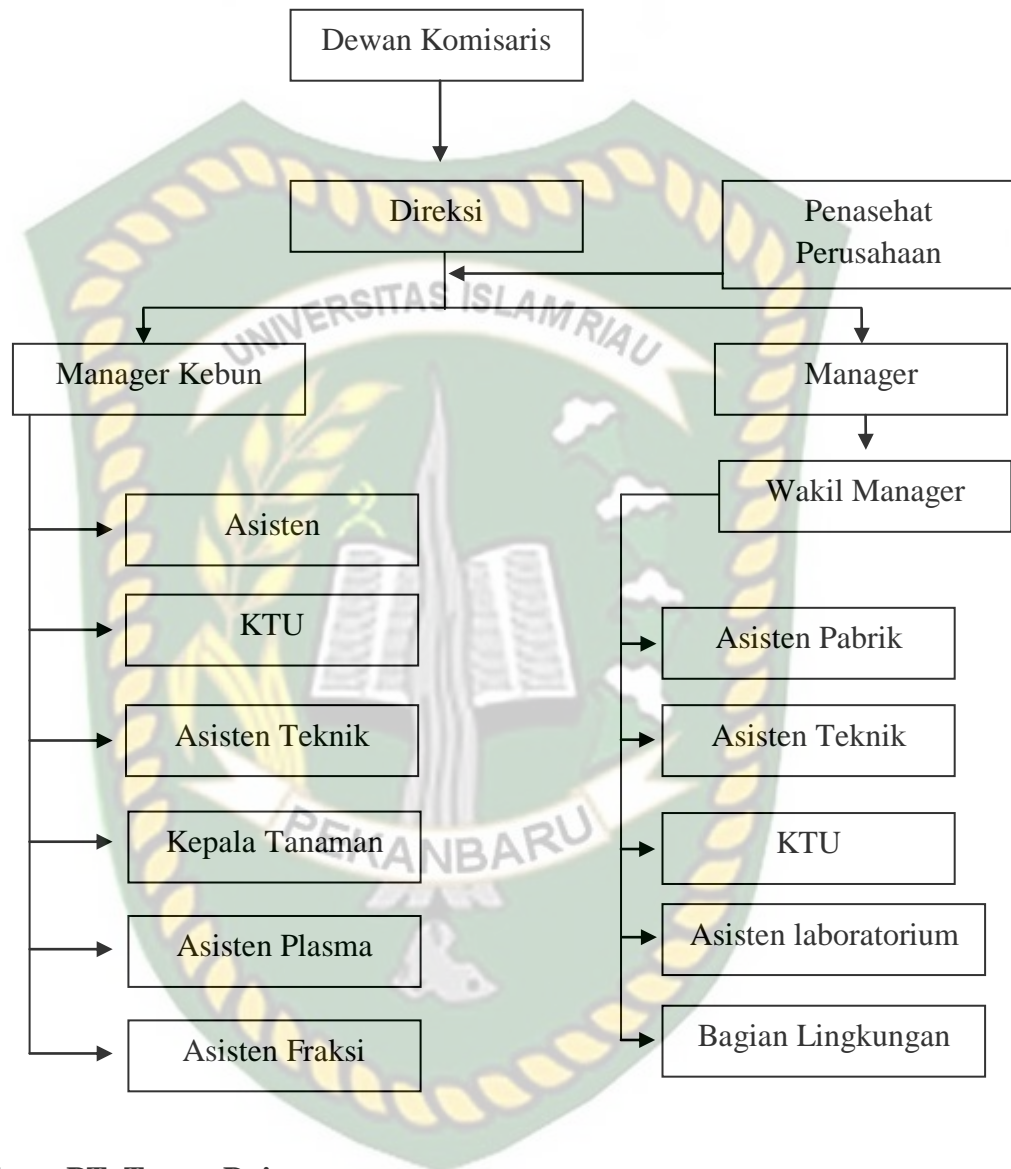 Dewan Komisaris
Direksi
Penasehat
Perusahaan
UNIVERSITAS ISLAM RIAU
Manager Kebun
Manager
Wakil Manager
Asisten
KTU
Asisten Teknik
Kepala Tanaman
Asisten Plasma
Asisten Fraksi
Asisten Pabrik
Asisten Teknik
KTU
Asisten laboratorium
Bagian Lingkungan
PEKANBARU